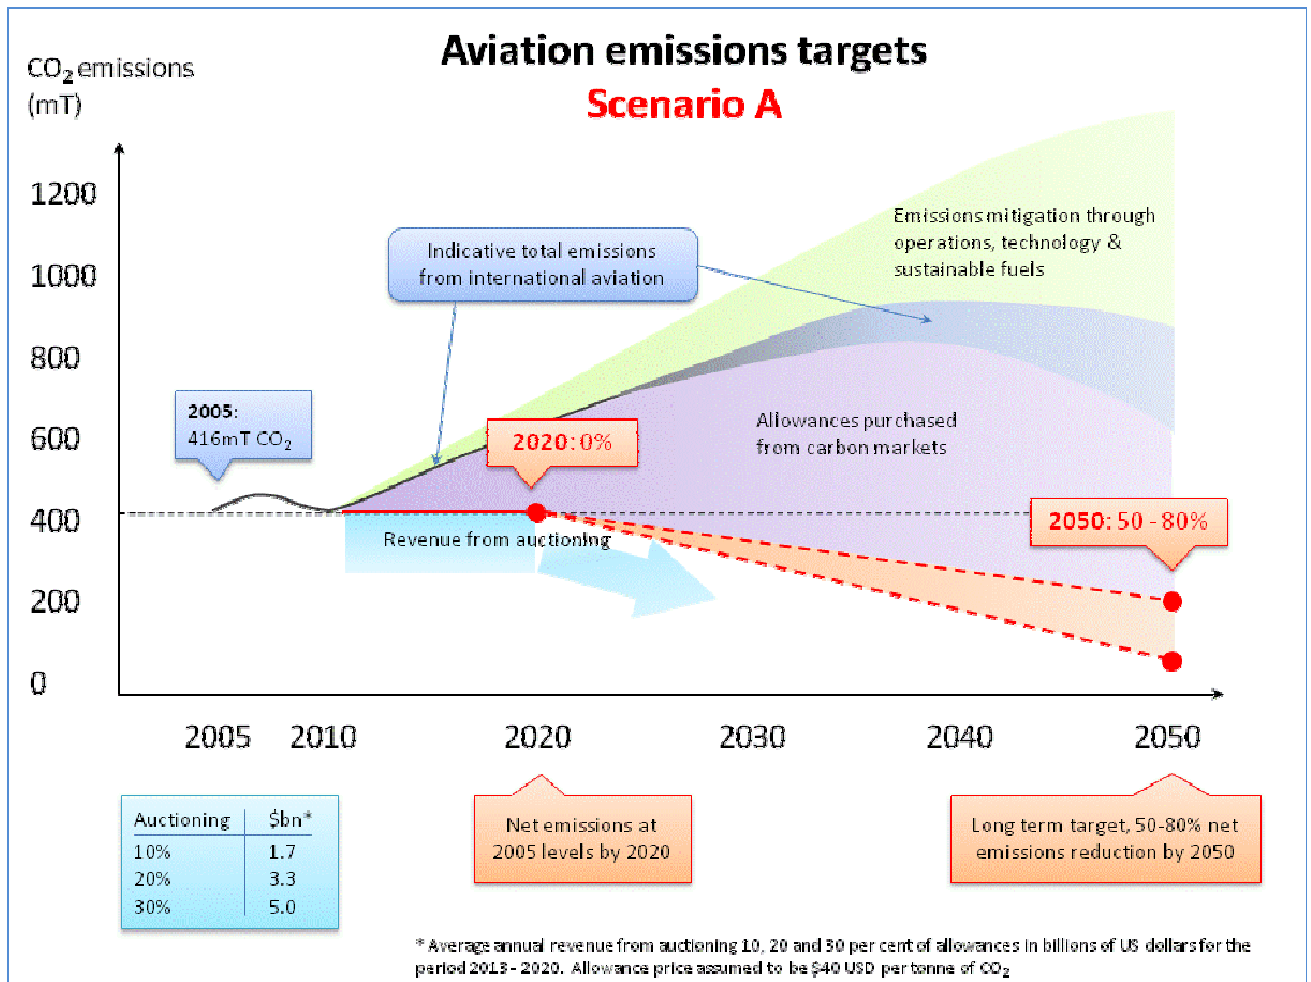 Aviation emissions targets
Scenario A
CO₂ emissions
(mT)
1200
1000
800
600
400
200
0
Emissions mitigation through
operations, technology &
sustainable fuels
Indicative total emissions
from international aviation
2005:
416mT CO₂
2020: 0%
Allowances purchased
from carbon markets
2050: 50 - 80%
Revenue from auctioning
2005 2010 2020 2030 2040 2050
Auctioning $bn*
10% 1.7
20% 3.3
30% 5.0
Net emissions at
2005 levels by 2020
Long term target, 50-80% net
emissions reduction by 2050
* Average annual revenue from auctioning 10, 20 and 30 per cent of allowances in billions of US dollars for the
period 2013 - 2020. Allowance price assumed to be $40 USD per tonne of CO₂